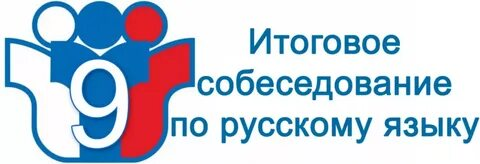 9
Итоговое
собеседование
по русскому языку